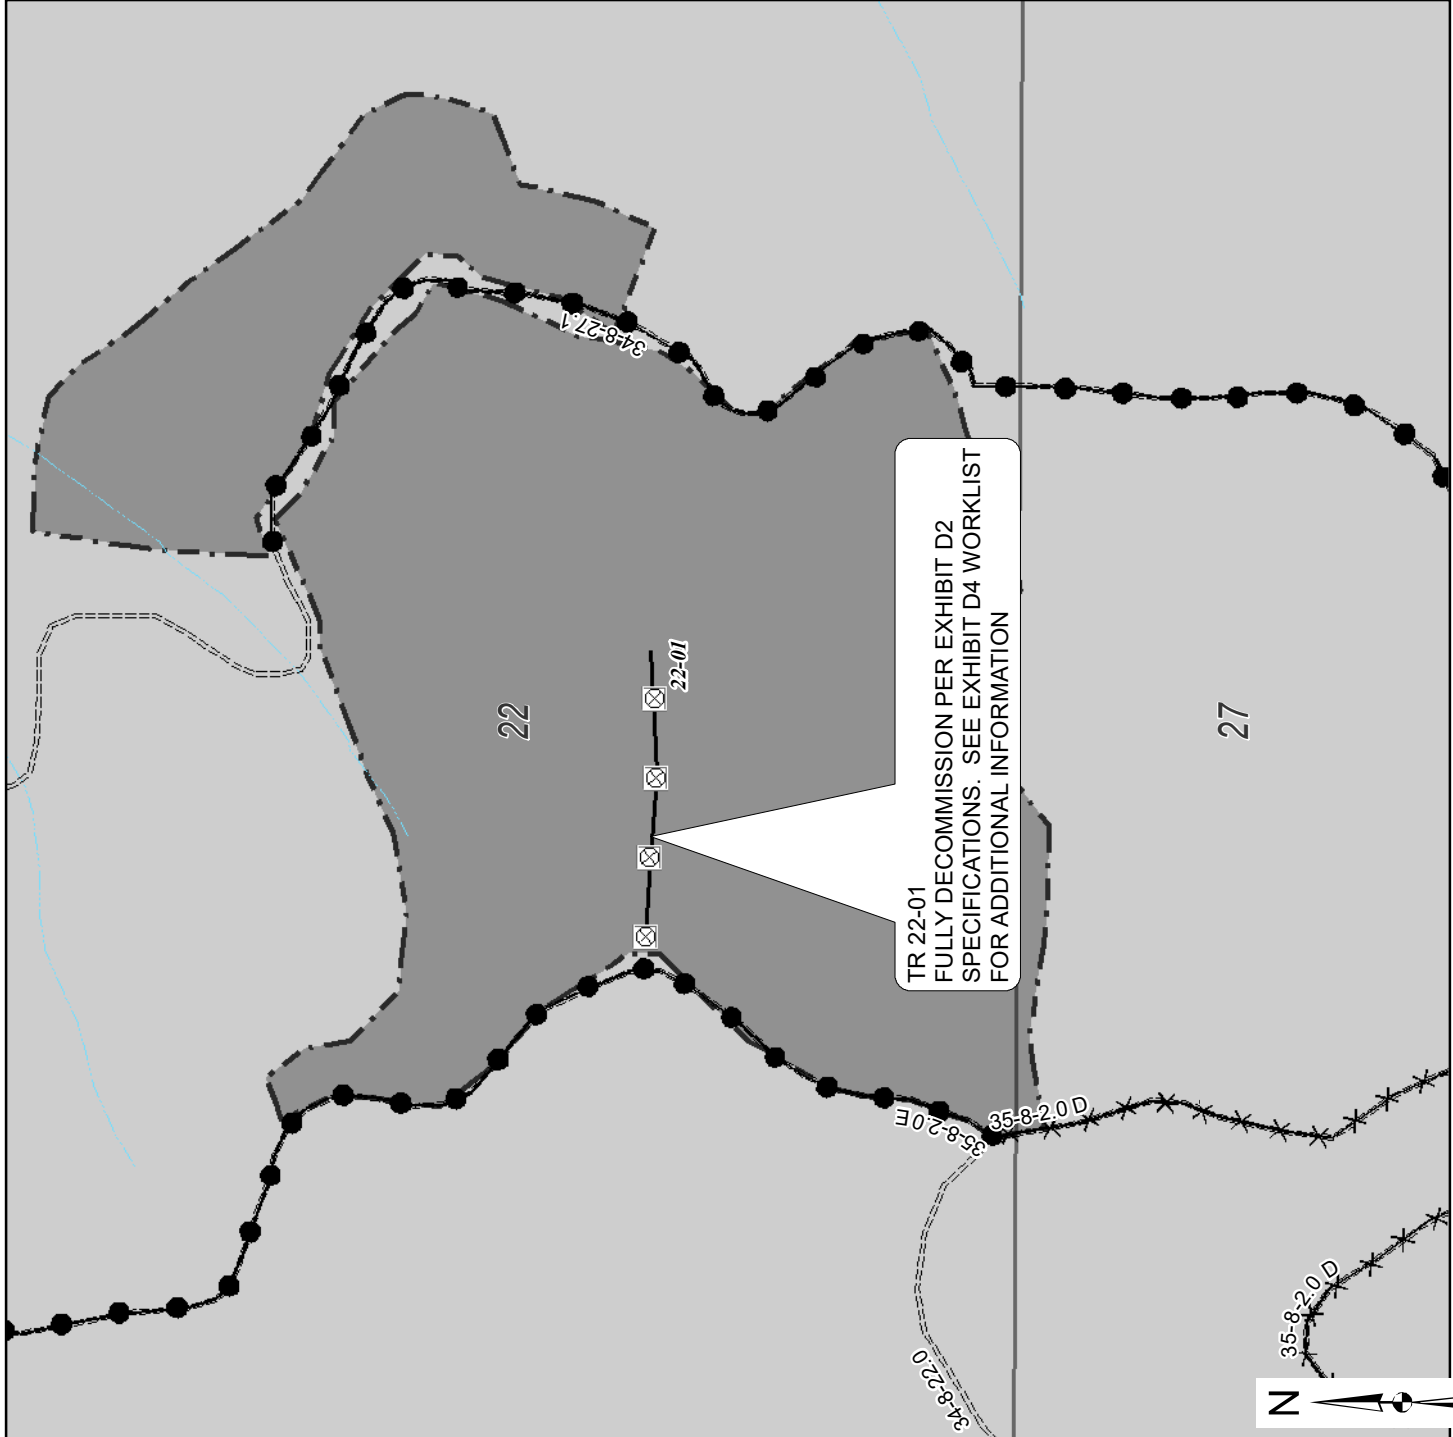 34-8-27.1
22
22-01
TR 22-01
FULLY DECOMMISSION PER EXHIBIT D2
SPECIFICATIONS. SEE EXHIBIT D4 WORKLIST
FOR ADDITIONAL INFORMATION
27
35-8-2.0 E
35-8-2.0 D
34-8-22.0
35-8-2.0 D
N